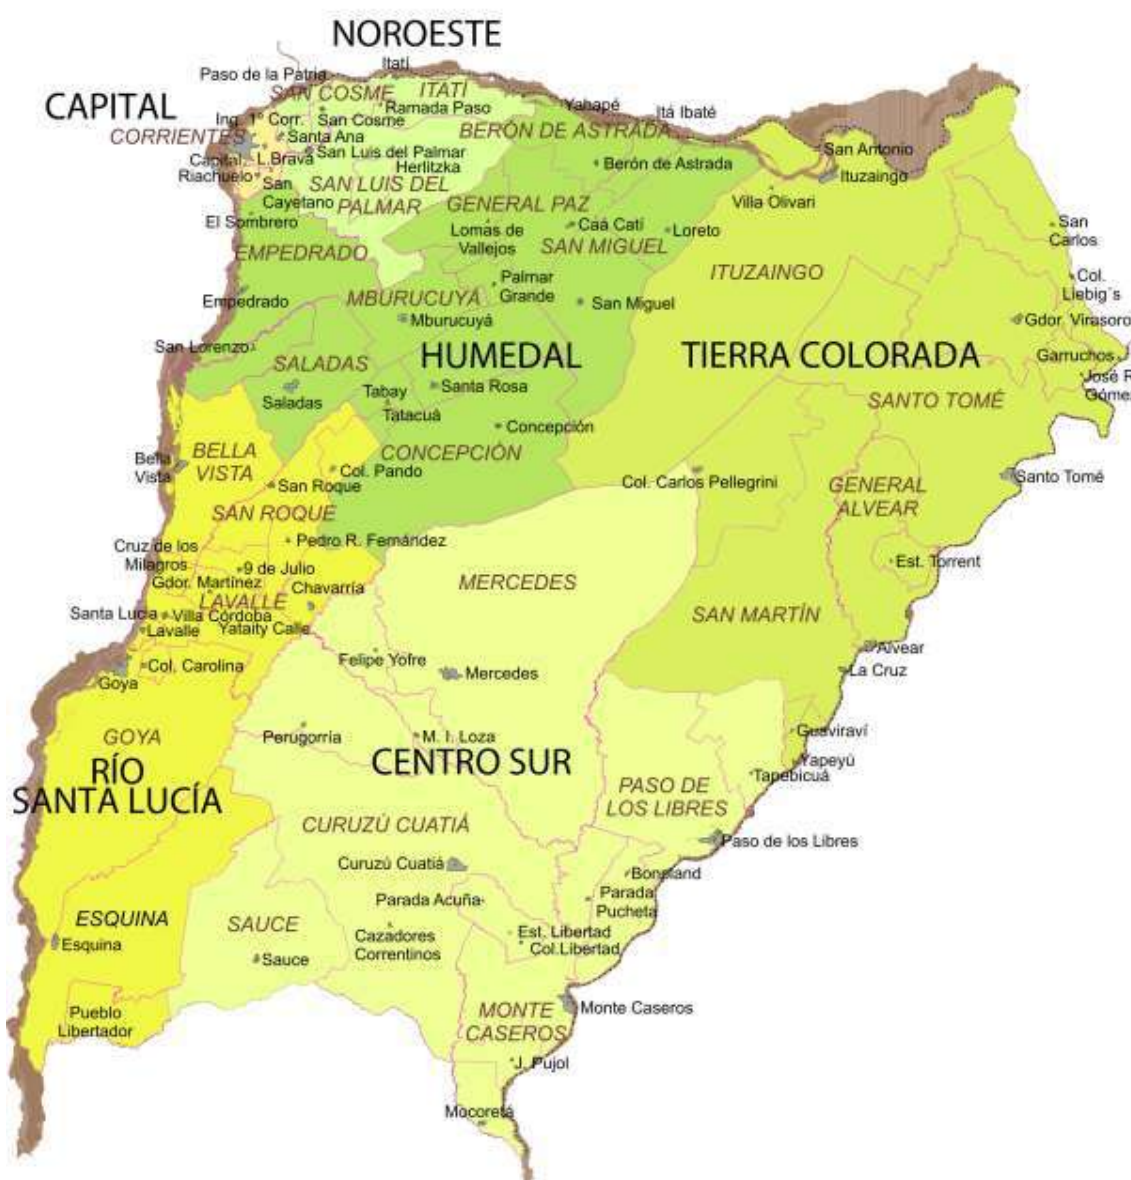 NOROESTE
Itatí
Paso de la Patria
CAPITAL
SAN COSME
ITATÍ
Ramada Paso
Yahapé
Itá Ibaté
Ing. 1º Corr.
San Cosme
CORRIENTES
Santa Ana
BERÓN DE ASTRADA
San Antonio
Capital.
L.Brava
San Luis del Palmar
Herlitzka
Berón de Astrada
Riachuelo
Ituzaingo
San
Cayetano
SAN LUIS DEL
PALMAR
Villa Olivari
El Sombrero
GENERAL PAZ
Lomas de
Vallejos
Caá Catí
Loreto
San
Carlos
EMPEDRADO
SAN MIGUEL
ITUZAINGO
Empedrado
MBURUCUYÁ
Palmar
Grande
San Miguel
Col.
Liebig´s
Mburucuyá
Gdor. Virasoro
San Lorenzo
HUMEDAL
TIERRA COLORADA
Garruchos
SALADAS
José R
Gómez
Saladas
Tabay
Santa Rosa
Tatacuá
SANTO TOMÉ
Concepción
BELLA
VISTA
CONCEPCIÓN
Bella
Vista
Col. Pando
San Roque
Col. Carlos Pellegrini
Santo Tomé
GENERAL
ALVEAR
SAN ROQUE
Cruz de los
Milagros
Pedro R. Fernández
Est. Torrent
9 de Julio
Gdor. Martínez
Chavarría
MERCEDES
LAVALLE
Santa Lucía
Villa Córdoba
SAN MARTÍN
Lavalle
Yataity Calle
Alvear
Col. Carolina
Felipe Yofre
Mercedes
La Cruz
Goya
GOYA
Perugorría
M. I. Loza
Guaviraví
RÍO
SANTA LUCÍA
CENTRO SUR
Yapeyú
Tapebicuá
PASO DE
LOS LIBRES
CURUZÚ CUATIÁ
Paso de los Libres
Curuzú Cuatiá
Bonpland
Parada Acuña
Parada
Pucheta
ESQUINA
SAUCE
Esquina
Cazadores
Correntinos
Est. Libertad
Col.Libertad
Sauce
Pueblo
Libertador
MONTE
CASEROS
Monte Caseros
J. Pujol
Mocoretá